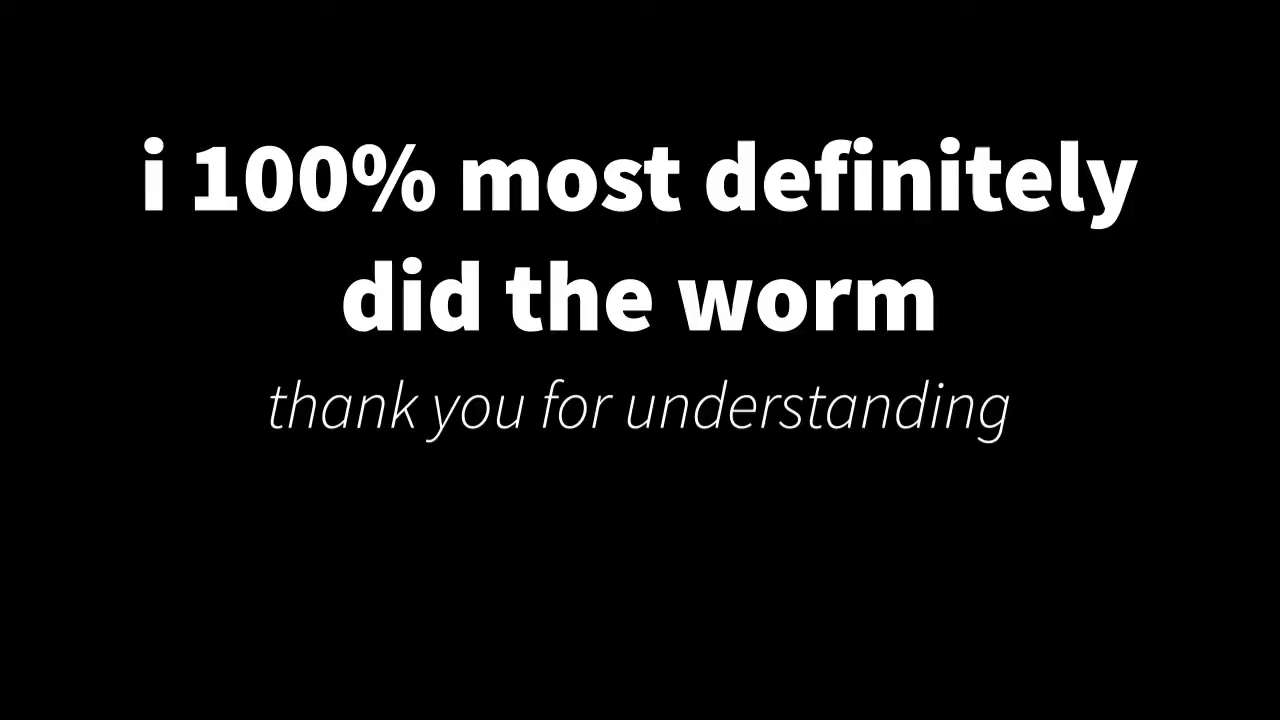 i 100% most definitely
did the worm
thank you for understanding